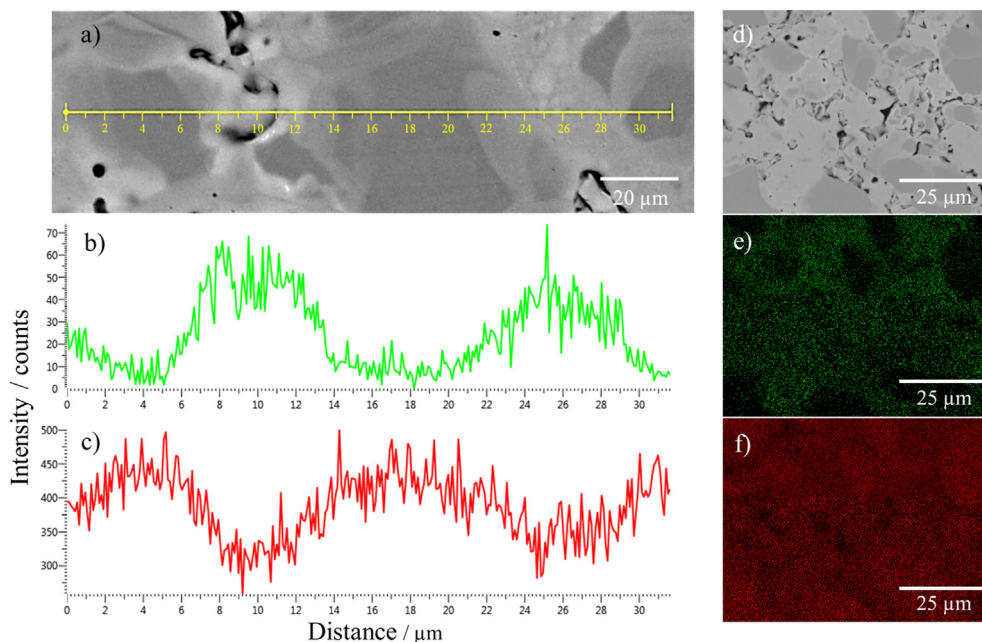 a)
0 2 4 6 7 8 10 11 12 14 16 18 20 22 24 26 28 30
20 µm
b)
70
60
50
40
30
20
10
0
0 2 4 6 8 10 12 14 16 18 20 22 24 26 28 30
c)
500
450
400
350
300
0 2 4 6 8 10 12 14 16 18 20 22 24 26 28 30
Intensity / counts
Distance / µm
d)
25 µm
e)
25 µm
f)
25 µm